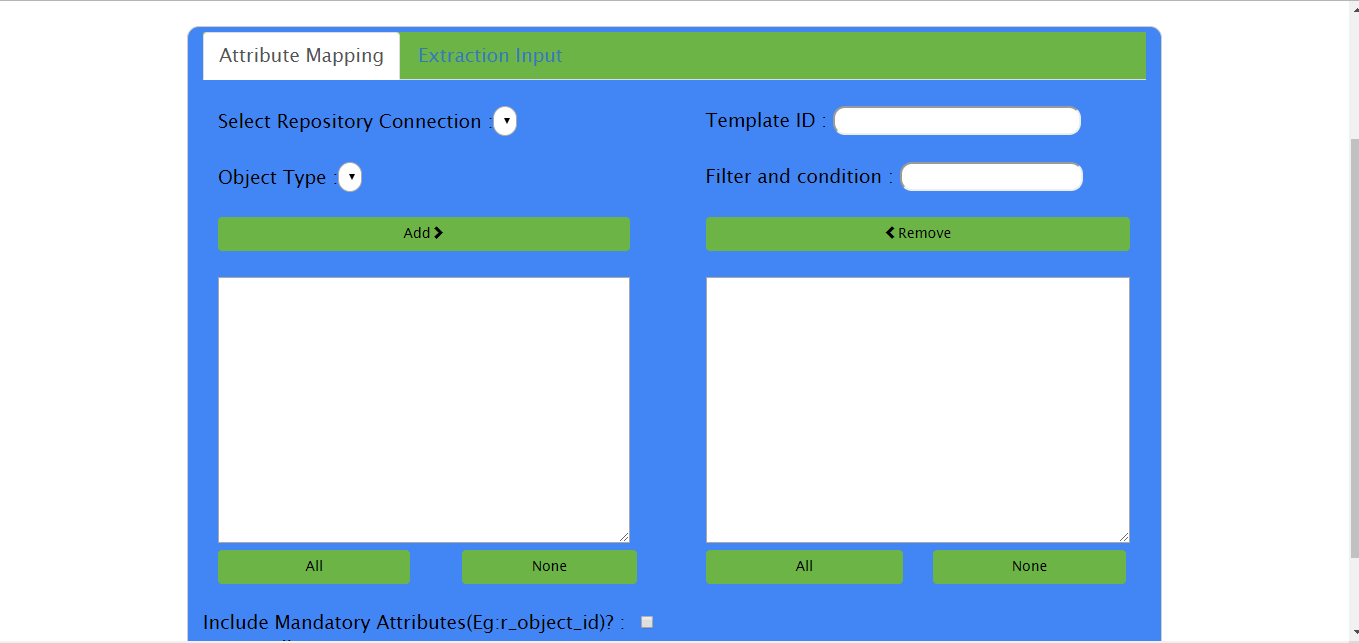 Attribute Mapping Extraction Input
Select Repository Connection : Template ID :
Object Type : Filter and condition :
Add Remove
All None All None
Include Mandatory Attributes(Eg:r_object_id)? :